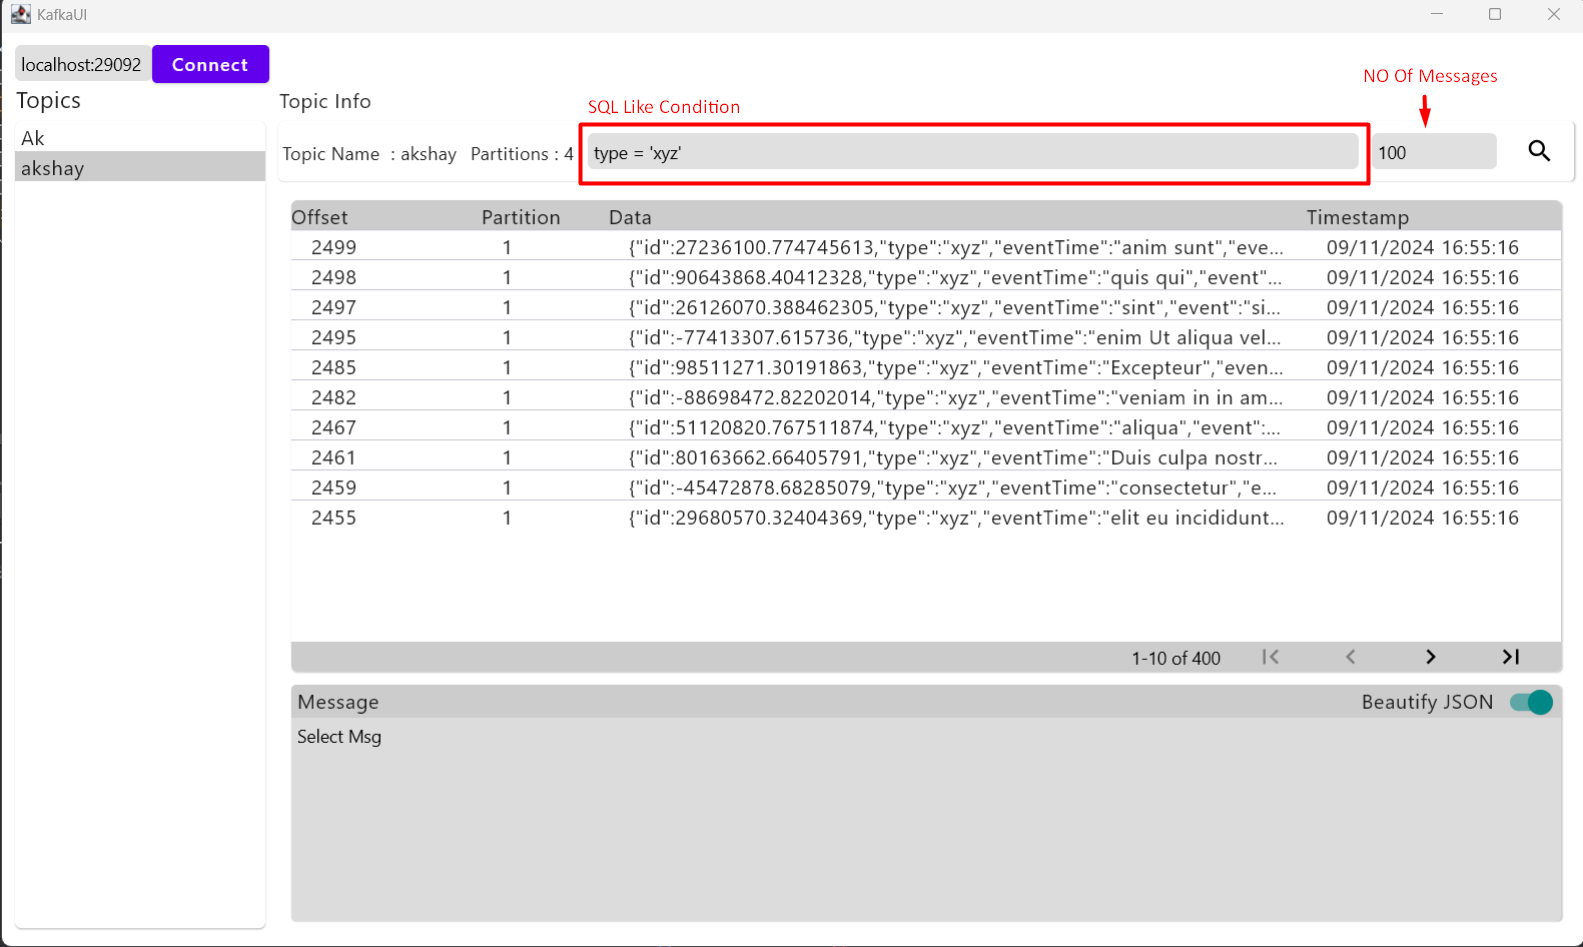 KafkaUI
localhost:29092 Connect
NO Of Messages
Topics Topic Info SQL Like Condition
Ak
Topic Name : akshay Partitions : 4 type = 'xyz' 100
akshay
Offset Partition Data Timestamp
2499 1 {"id":27236100.774745613,"type":"xyz","eventTime":"anim sunt","eve... 09/11/2024 16:55:16
2498 1 {"id":90643868.40412328,"type":"xyz","eventTime":"quis qui","event"... 09/11/2024 16:55:16
2497 1 {"id":26126070.388462305,"type":"xyz","eventTime":"sint","event":"si... 09/11/2024 16:55:16
2495 1 {"id":-77413307.615736,"type":"xyz","eventTime":"enim Ut aliqua vel... 09/11/2024 16:55:16
2485 1 {"id":98511271.30191863,"type":"xyz","eventTime":"Excepteur","even... 09/11/2024 16:55:16
2482 1 {"id":-88698472.82202014,"type":"xyz","eventTime":"veniam in in am... 09/11/2024 16:55:16
2467 1 {"id":51120820.767511874,"type":"xyz","eventTime":"aliqua","event":... 09/11/2024 16:55:16
2461 1 {"id":80163662.66405791,"type":"xyz","eventTime":"Duis culpa nostr... 09/11/2024 16:55:16
2459 1 {"id":-45472878.68285079,"type":"xyz","eventTime":"consectetur","e... 09/11/2024 16:55:16
2455 1 {"id":29680570.32404369,"type":"xyz","eventTime":"elit eu incididunt... 09/11/2024 16:55:16
1-10 of 400
Message Beautify JSON
Select Msg